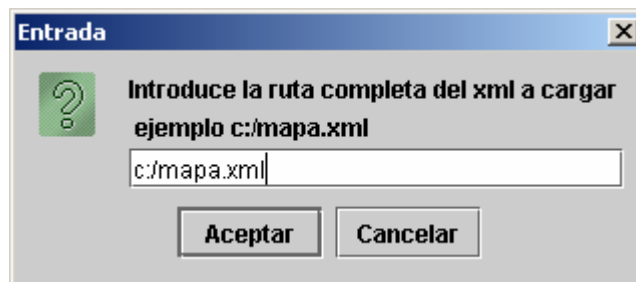 Entrada
Introduce la ruta completa del xml a cargar
ejemplo c:/mapa.xml
c:/mapa.xml
Aceptar Cancelar